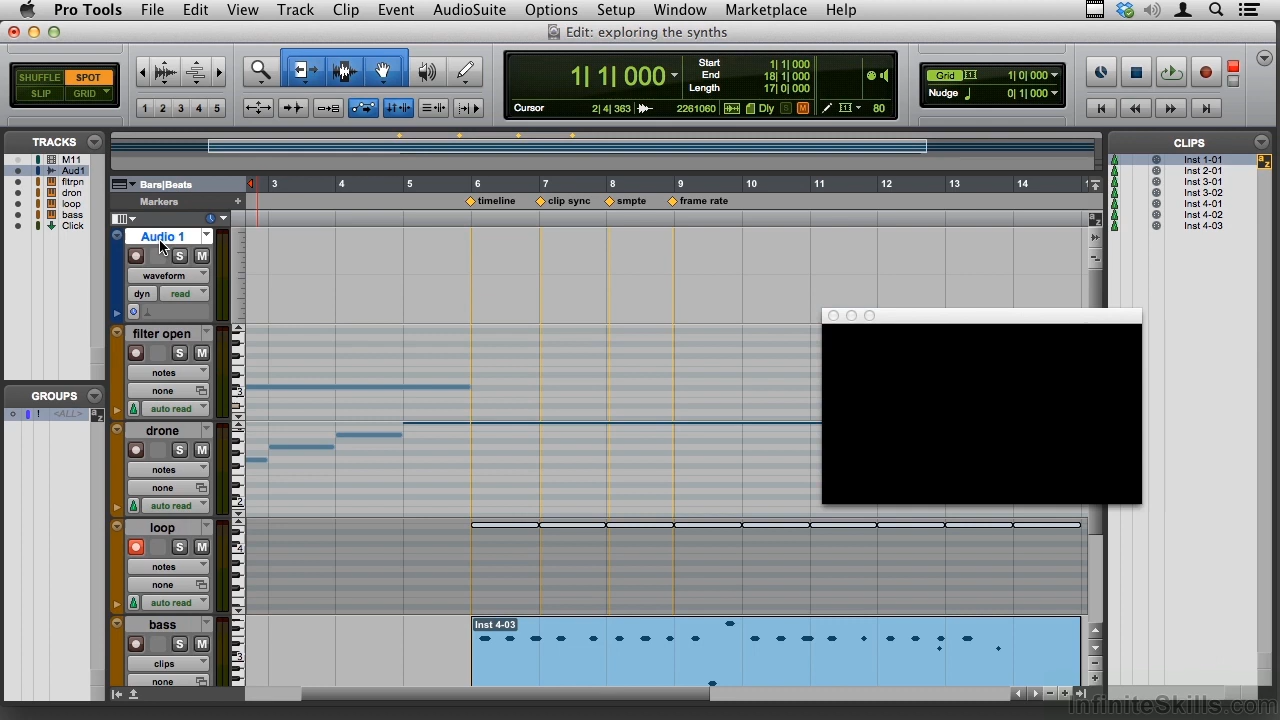 Pro Tools File Edit View Track Clip Event AudioSuite Options Setup Window Marketplace Help
Edit: exploring the synths
SHUFFLE SPOT
SLIP GRID
1 2 3 4 5
1| 1| 000
Start 1| 1| 000
End 18| 1| 000
Length 17| 0| 000
Cursor 2| 4| 363 2261060 Dly S M 80
Grid 1| 0| 000
Nudge 0| 1| 000
TRACKS
M11
Aud1
fltrpn
dron
loop
bass
Click
GROUPS
! <ALL>
a z
Bars|Beats 3 4 5 6 7 8 9 10 11 12 13 14
Markers + timeline clip sync smpte frame rate
Audio 1
S M
waveform
dyn read
filter open
S M
notes
none
auto read
3
drone
S M
notes
none
auto read
2
loop
S M
notes
none
auto read
4
bass
S M
clips
none
3
Inst 4-03
CLIPS
Inst 1-01
Inst 2-01
Inst 3-01
Inst 3-02
Inst 4-01
Inst 4-02
Inst 4-03
a z
InfiniteSkills.com